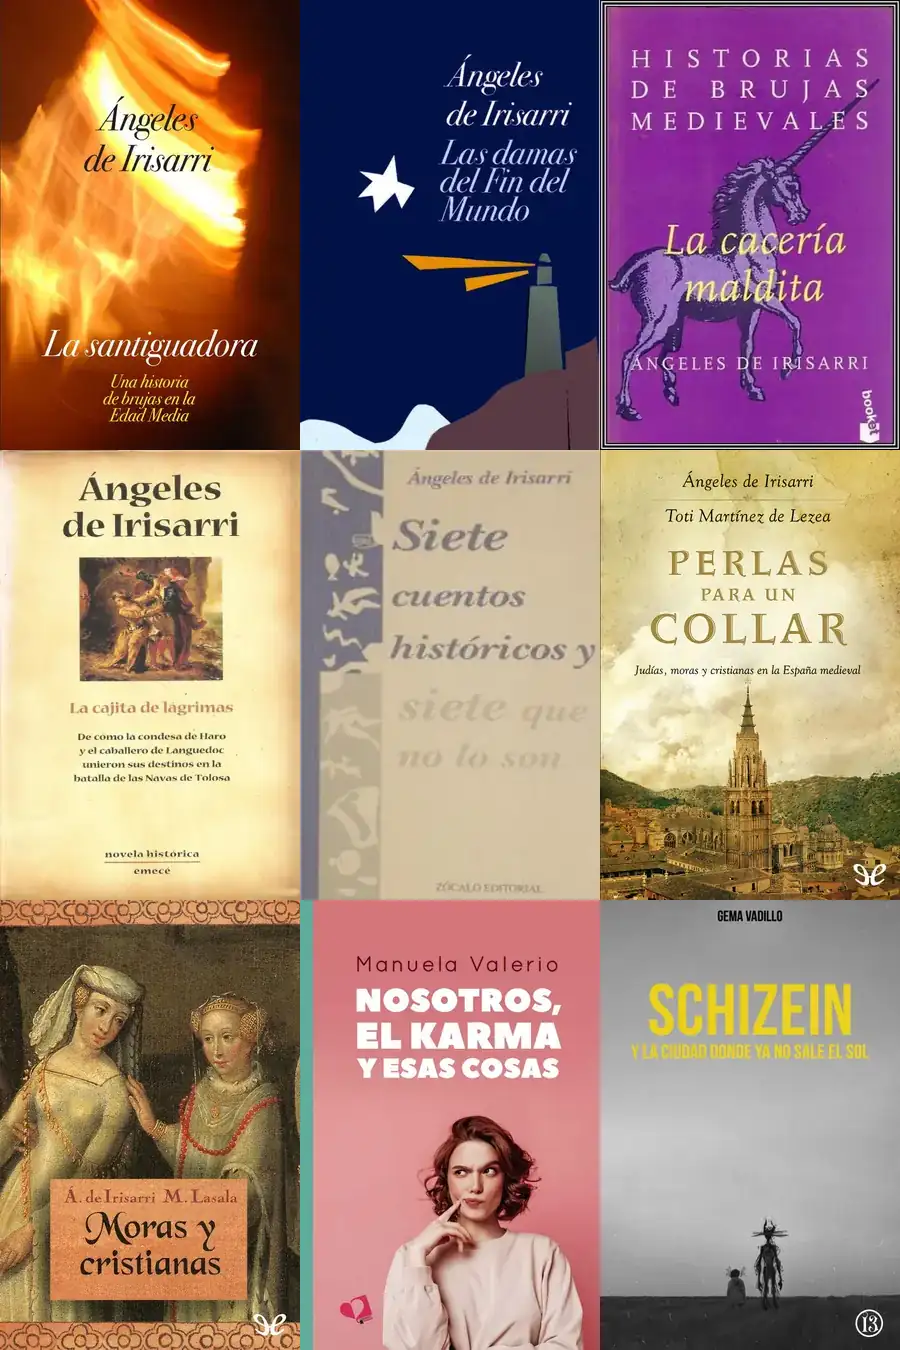 Ángeles
de Irisarri
La santiguadora
Una historia
de brujas en la
Edad Media
Ángeles
de Irisarri
Las damas
del Fin del
Mundo
HISTORIAS
DE BRUJAS
MEDIEVALES
La cacería
maldita
ÁNGELES DE IRISARRI
booket
Ángeles
de Irisarri
La cajita de lágrimas
De cómo la condesa de Haro
y el caballero de Languedoc
unieron sus destinos en la
batalla de las Navas de Tolosa
novela histórica
emecé
Ángeles de Irisarri
Siete
cuentos
históricos y
siete que
no lo son
ZÓCALO EDITORIAL
Ángeles de Irisarri
Toti Martínez de Lezea
PERLAS
PARA UN
COLLAR
Judías, moras y cristianas en la España medieval
Á. de Irisarri M. Lasala
Moras y
cristianas
Manuela Valerio
NOSOTROS,
EL KARMA
Y ESAS COSAS
GEMA VADILLO
SCHIZEIN
Y LA CIUDAD DONDE YA NO SALE EL SOL
13